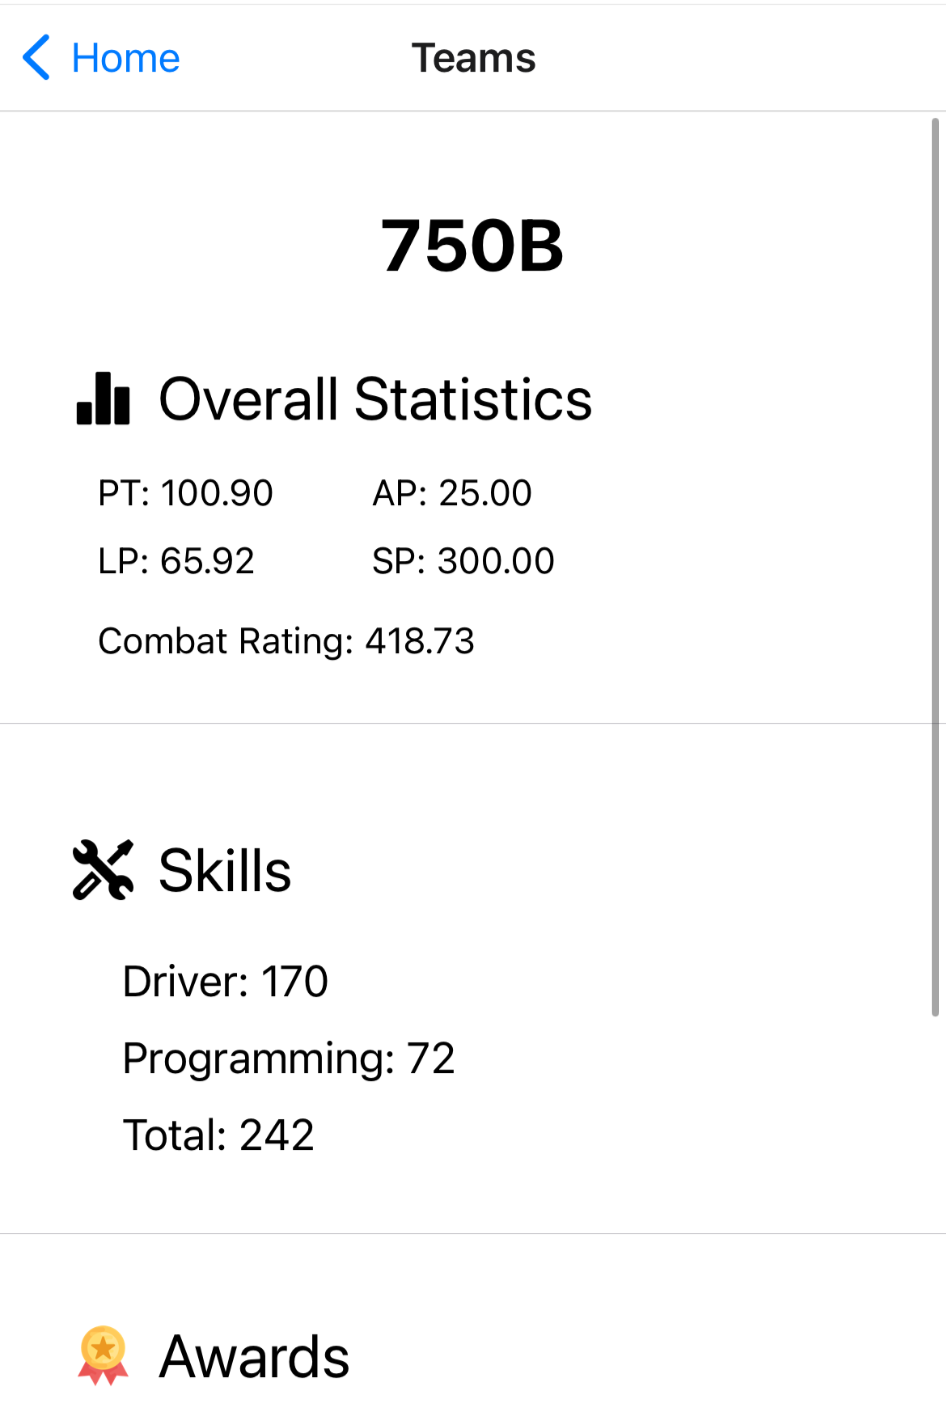 Home Teams
750B
Overall Statistics
PT: 100.90 AP: 25.00
LP: 65.92 SP: 300.00
Combat Rating: 418.73
Skills
Driver: 170
Programming: 72
Total: 242
Awards